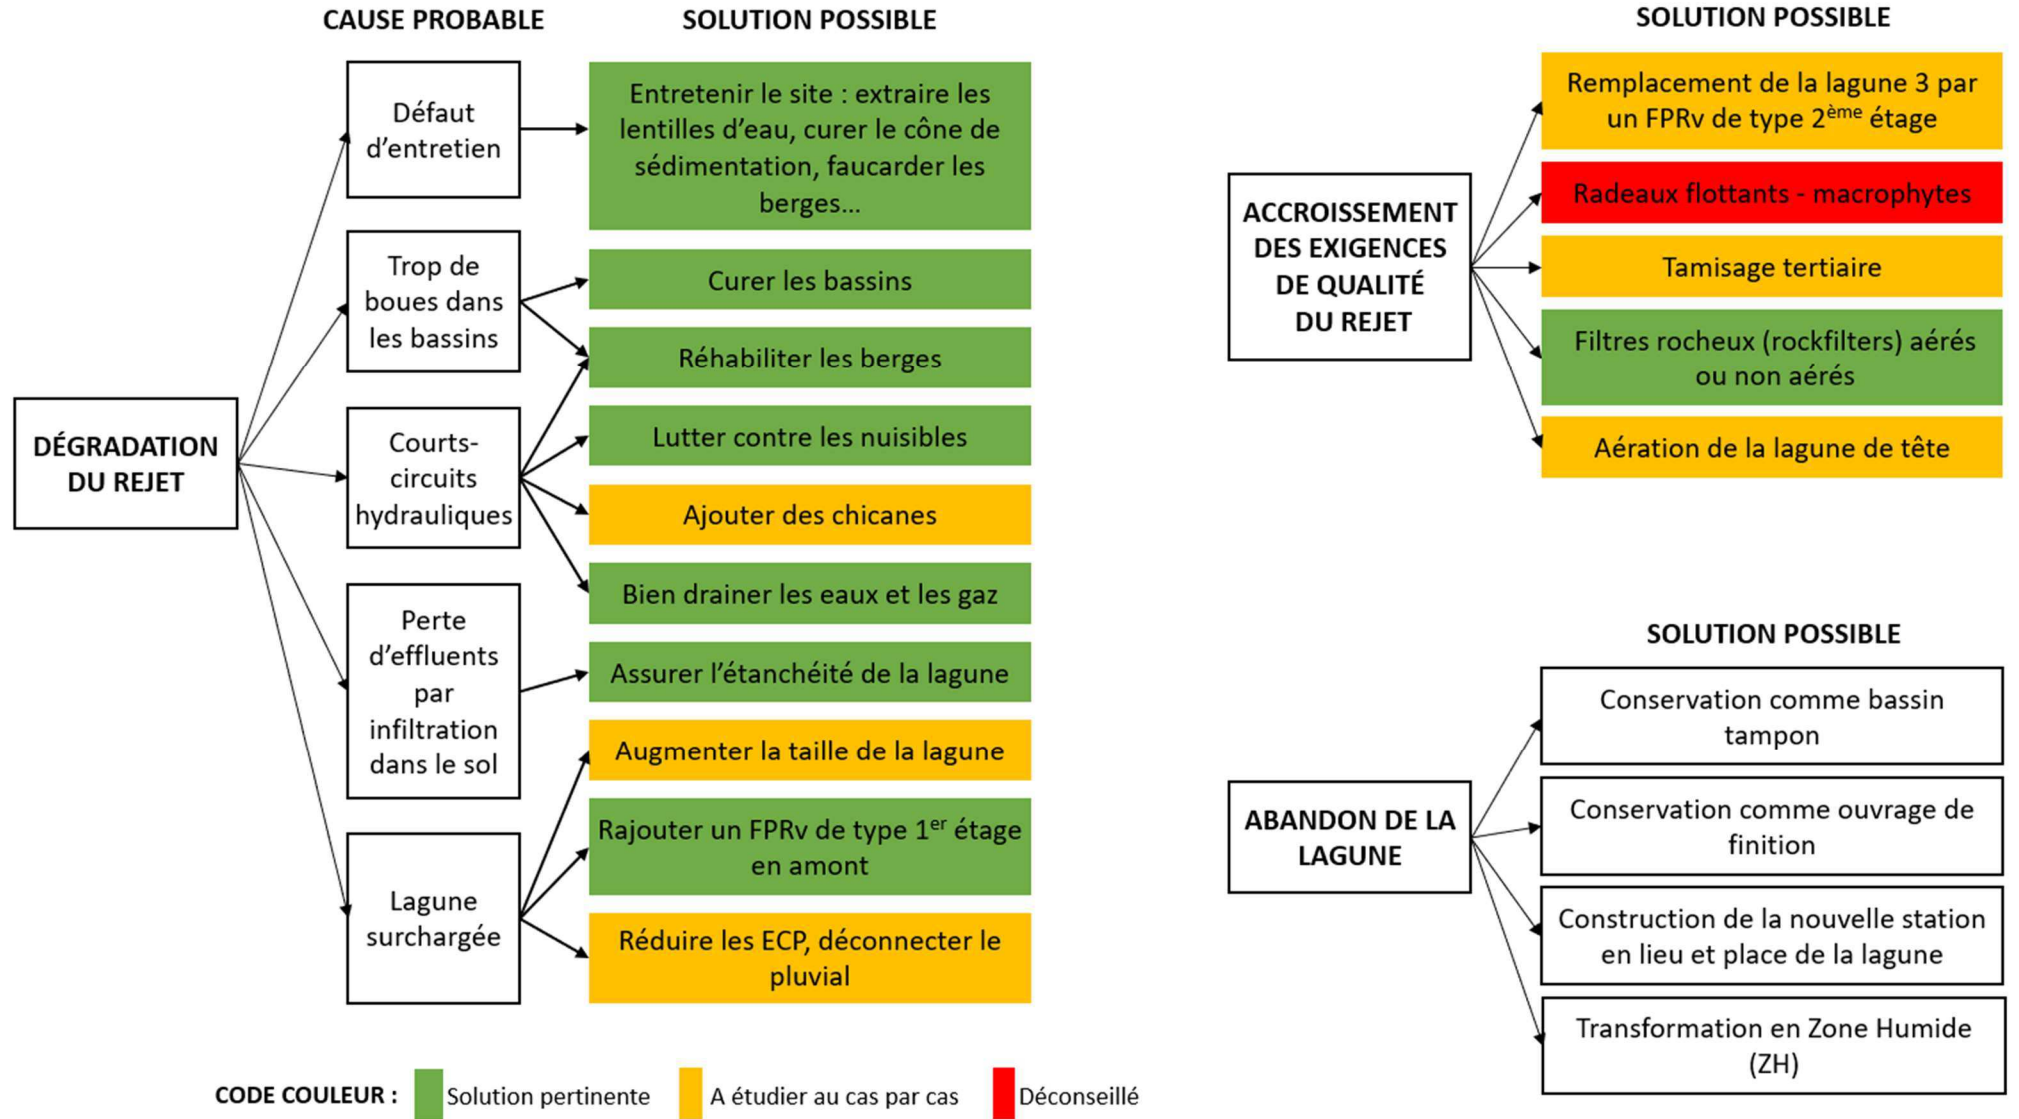 CAUSE PROBABLE
SOLUTION POSSIBLE
DÉGRADATION
DU REJET
Défaut
d’entretien
Entretenir le site : extraire les
lentilles d’eau, curer le cône de
sédimentation, faucarder les
berges…
Trop de
boues dans
les bassins
Curer les bassins
Réhabiliter les berges
Courts-
circuits
hydrauliques
Lutter contre les nuisibles
Ajouter des chicanes
Bien drainer les eaux et les gaz
Perte
d’effluents
par
infiltration
dans le sol
Assurer l’étanchéité de la lagune
Lagune
surchargée
Augmenter la taille de la lagune
Rajouter un FPRv de type 1er étage
en amont
Réduire les ECP, déconnecter le
pluvial
SOLUTION POSSIBLE
ACCROISSEMENT
DES EXIGENCES
DE QUALITÉ
DU REJET
Remplacement de la lagune 3 par
un FPRv de type 2ème étage
Radeaux flottants - macrophytes
Tamisage tertiaire
Filtres rocheux (rockfilters) aérés
ou non aérés
Aération de la lagune de tête
SOLUTION POSSIBLE
ABANDON DE LA
LAGUNE
Conservation comme bassin
tampon
Conservation comme ouvrage de
finition
Construction de la nouvelle station
en lieu et place de la lagune
Transformation en Zone Humide
(ZH)
CODE COULEUR :
Solution pertinente
A étudier au cas par cas
Déconseillé